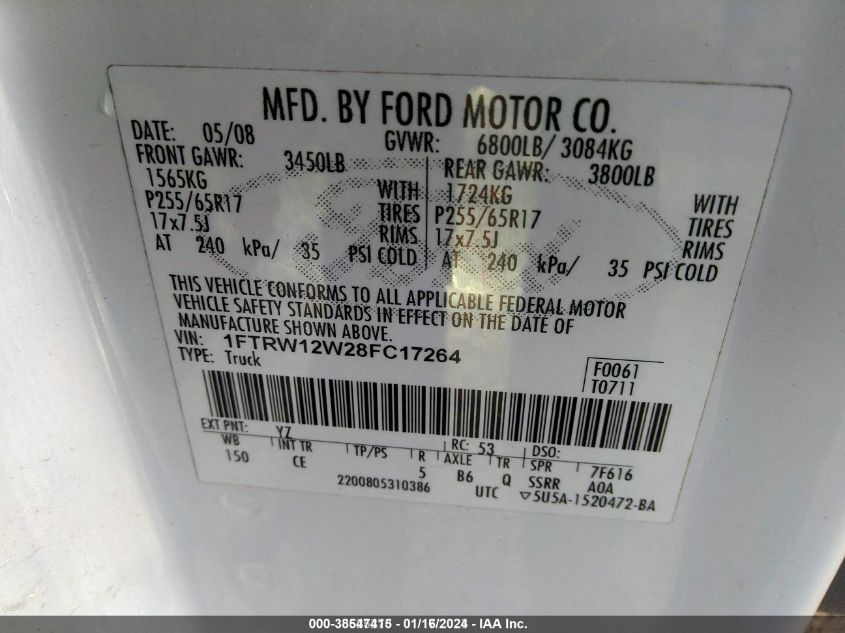 MFD. BY FORD MOTOR CO.
DATE: 05/08 GVWR: 6800LB/ 3084KG
FRONT GAWR: 3450LB REAR GAWR: 3800LB
1565KG WITH 1724KG WITH
P255/65R17 TIRES P255/65R17 TIRES
17x7.5J RIMS 17x7.5J RIMS
AT 240 kPa/ 35 PSI COLD AT 240 kPa/ 35 PSI COLD
THIS VEHICLE CONFORMS TO ALL APPLICABLE FEDERAL MOTOR
VEHICLE SAFETY STANDARDS IN EFFECT ON THE DATE OF
MANUFACTURE SHOWN ABOVE.
VIN: 1FTRW12W28FC17264
TYPE: Truck
F0061
T0711
EXT PNT: YZ RC: 53 DSO:
WB INT TR TP/PS R AXLE TR SPR 7F616
150 CE 5 B6 Q SSRR A0A
2200805310386 UTC ▽5U5A-1520472-BA
000-38547415 - 01/16/2024 - IAA Inc.